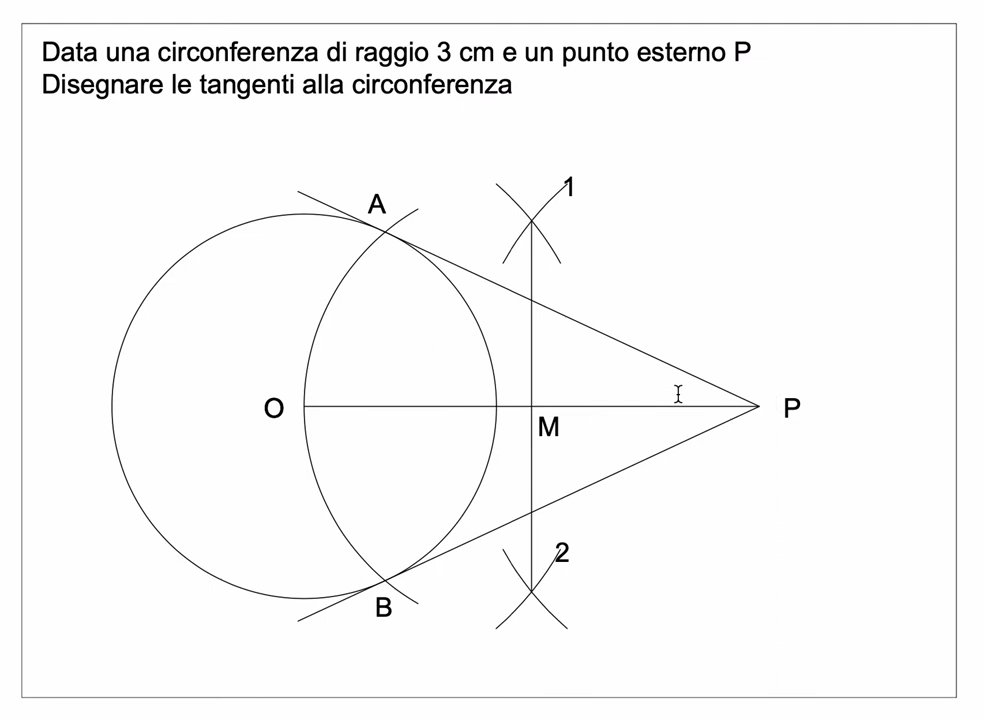 Data una circonferenza di raggio 3 cm e un punto esterno P
Disegnare le tangenti alla circonferenza
1
A
O
M
P
2
B